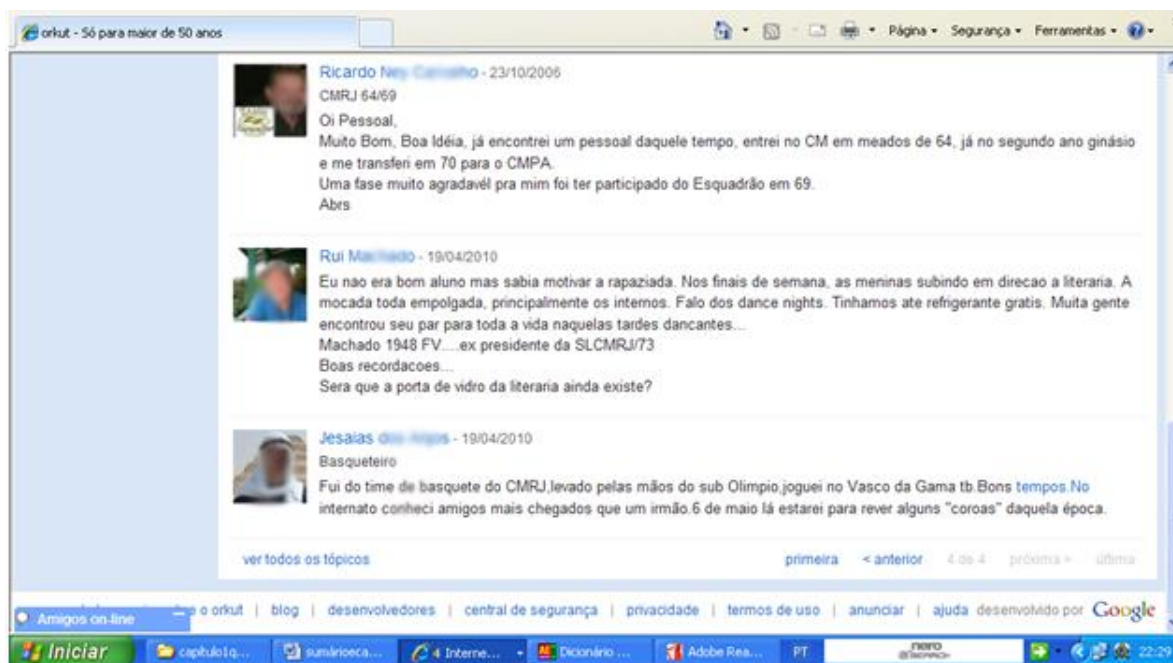 orkut - Só para maior de 50 anos
Página Segurança Ferramentas
Ricardo - 23/10/2006
CMRJ 64/69
Oi Pessoal,
Muito Bom, Boa Idéia, já encontrei um pessoal daquele tempo, entrei no CM em meados de 64, já no segundo ano ginásio
e me transferi em 70 para o CMPA.
Uma fase muito agradavél pra mim foi ter participado do Esquadrão em 69.
Abrs
Rui - 19/04/2010
Eu nao era bom aluno mas sabia motivar a rapaziada. Nos finais de semana, as meninas subindo em direcao a literaria. A
mocada toda empolgada, principalmente os internos. Falo dos dance nights. Tinhamos ate refrigerante gratis. Muita gente
encontrou seu par para toda a vida naquelas tardes dancantes...
Machado 1948 FV....ex presidente da SLCMRJ/73
Boas recordacoes...
Sera que a porta de vidro da literaria ainda existe?
Jesaias - 19/04/2010
Basqueteiro
Fui do time de basquete do CMRJ,levado pelas mãos do sub Olimpio,joguei no Vasco da Gama tb.Bons tempos.No
internato conheci amigos mais chegados que um irmão.6 de maio lá estarei para rever alguns "coroas" daquela época.
ver todos os tópicos primeira < anterior 4 de 4 próxima > última
o orkut | blog | desenvolvedores | central de segurança | privacidade | termos de uso | anunciar | ajuda desenvolvido por Google
Amigos on-line
Iniciar capitulo1q... sumárioeca... 4 Interne... Dicionário ... Adobe Rea... PT nero 22:29